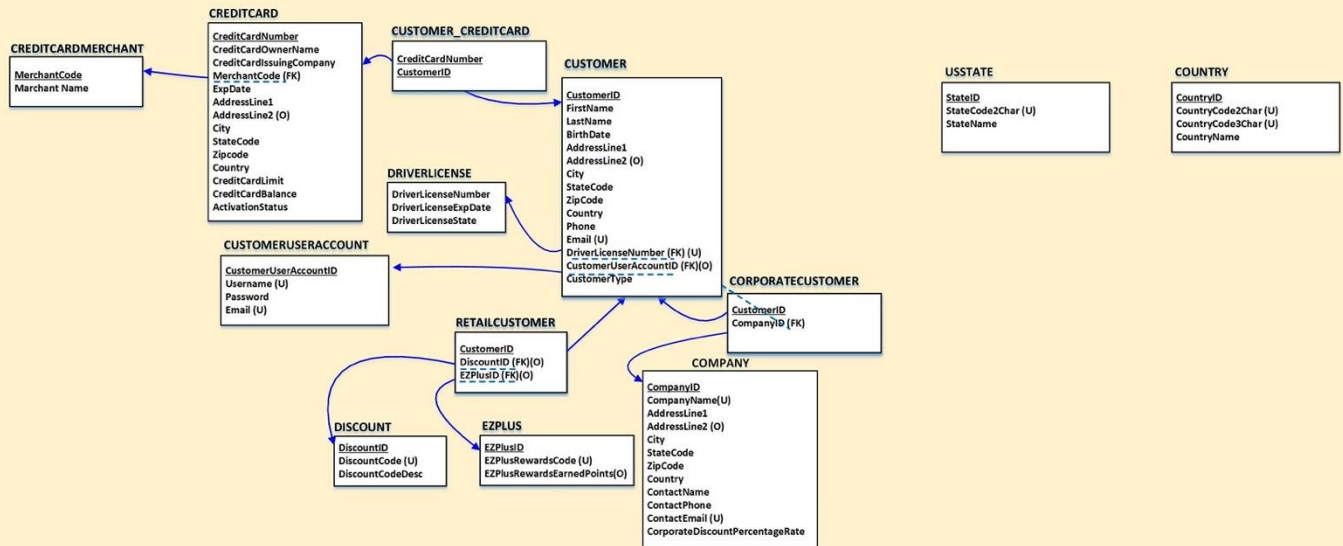 CREDITCARDMERCHANT
MerchantCode
Marchant Name
CREDITCARD
CreditCardNumber
CreditCardOwnerName
CreditCardIssuingCompany
MerchantCode (FK)
ExpDate
AddressLine1
AddressLine2 (O)
City
StateCode
Zipcode
Country
CreditCardLimit
CreditCardBalance
ActivationStatus
CUSTOMER_CREDITCARD
CreditCardNumber
CustomerID
CUSTOMER
CustomerID
FirstName
LastName
BirthDate
AddressLine1
AddressLine2 (O)
City
StateCode
ZipCode
Country
Phone
Email (U)
DriverLicenseNumber (FK) (U)
CustomerUserAccountID (FK)(O)
CustomerType
USSTATE
StateID
StateCode2Char (U)
StateName
COUNTRY
CountryID
CountryCode2Char (U)
CountryCode3Char (U)
CountryName
DRIVERLICENSE
DriverLicenseNumber
DriverLicenseExpDate
DriverLicenseState
CUSTOMERUSERACCOUNT
CustomerUserAccountID
Username (U)
Password
Email (U)
CORPORATECUSTOMER
CustomerID
CompanyID (FK)
RETAILCUSTOMER
CustomerID
DiscountID (FK)(O)
EZPlusID (FK)(O)
COMPANY
CompanyID
CompanyName(U)
AddressLine1
AddressLine2 (O)
City
StateCode
ZipCode
Country
ContactName
ContactPhone
ContactEmail (U)
CorporateDiscountPercentageRate
DISCOUNT
DiscountID
DiscountCode (U)
DiscountCodeDesc
EZPLUS
EZPlusID
EZPlusRewardsCode (U)
EZPlusRewardsEarnedPoints(O)